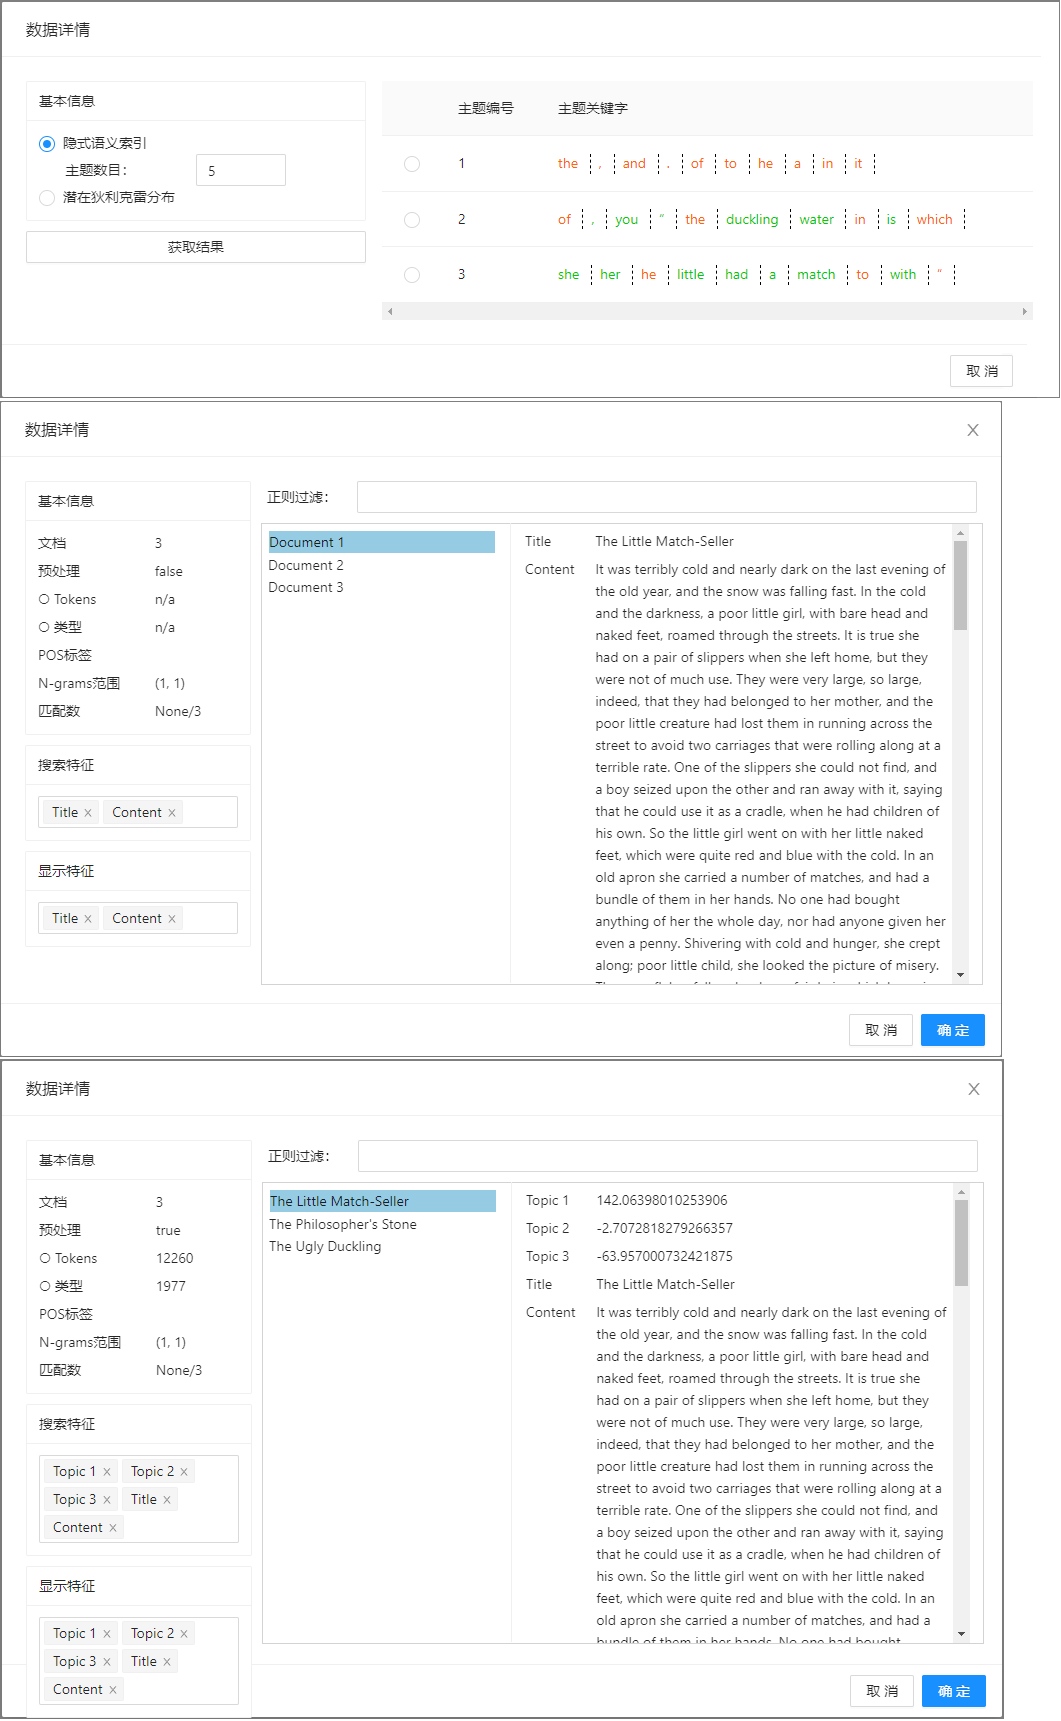 数据详情
基本信息
隐式语义索引
主题数目: 5
潜在狄利克雷分布
获取结果
主题编号 主题关键字
1 the , and . of to he a in it
2 of , you " the duckling water in is which
3 she her he little had a match to with "
取 消
数据详情
X
基本信息
文档 3
预处理 false
O Tokens n/a
O 类型 n/a
POS标签
N-grams范围 (1, 1)
匹配数 None/3
搜索特征
Title x Content x
显示特征
Title x Content x
正则过滤:
Document 1
Document 2
Document 3
Title The Little Match-Seller
Content It was terribly cold and nearly dark on the last evening of
the old year, and the snow was falling fast. In the cold
and the darkness, a poor little girl, with bare head and
naked feet, roamed through the streets. It is true she
had on a pair of slippers when she left home, but they
were not of much use. They were very large, so large,
indeed, that they had belonged to her mother, and the
poor little creature had lost them in running across the
street to avoid two carriages that were rolling along at a
terrible rate. One of the slippers she could not find, and
a boy seized upon the other and ran away with it, saying
that he could use it as a cradle, when he had children of
his own. So the little girl went on with her little naked
feet, which were quite red and blue with the cold. In an
old apron she carried a number of matches, and had a
bundle of them in her hands. No one had bought
anything of her the whole day, nor had anyone given her
even a penny. Shivering with cold and hunger, she crept
along; poor little child, she looked the picture of misery.
取 消 确 定
数据详情
X
基本信息
文档 3
预处理 true
O Tokens 12260
O 类型 1977
POS标签
N-grams范围 (1, 1)
匹配数 None/3
搜索特征
Topic 1 x Topic 2 x
Topic 3 x Title x
Content x
显示特征
Topic 1 x Topic 2 x
Topic 3 x Title x
Content x
正则过滤:
The Little Match-Seller
The Philosopher's Stone
The Ugly Duckling
Topic 1 142.06398010253906
Topic 2 -2.7072818279266357
Topic 3 -63.957000732421875
Title The Little Match-Seller
Content It was terribly cold and nearly dark on the last evening of
the old year, and the snow was falling fast. In the cold
and the darkness, a poor little girl, with bare head and
naked feet, roamed through the streets. It is true she
had on a pair of slippers when she left home, but they
were not of much use. They were very large, so large,
indeed, that they had belonged to her mother, and the
poor little creature had lost them in running across the
street to avoid two carriages that were rolling along at a
terrible rate. One of the slippers she could not find, and
a boy seized upon the other and ran away with it, saying
that he could use it as a cradle, when he had children of
his own. So the little girl went on with her little naked
feet, which were quite red and blue with the cold. In an
old apron she carried a number of matches, and had a
bundle of them in her hands. No one had bought
取 消 确 定